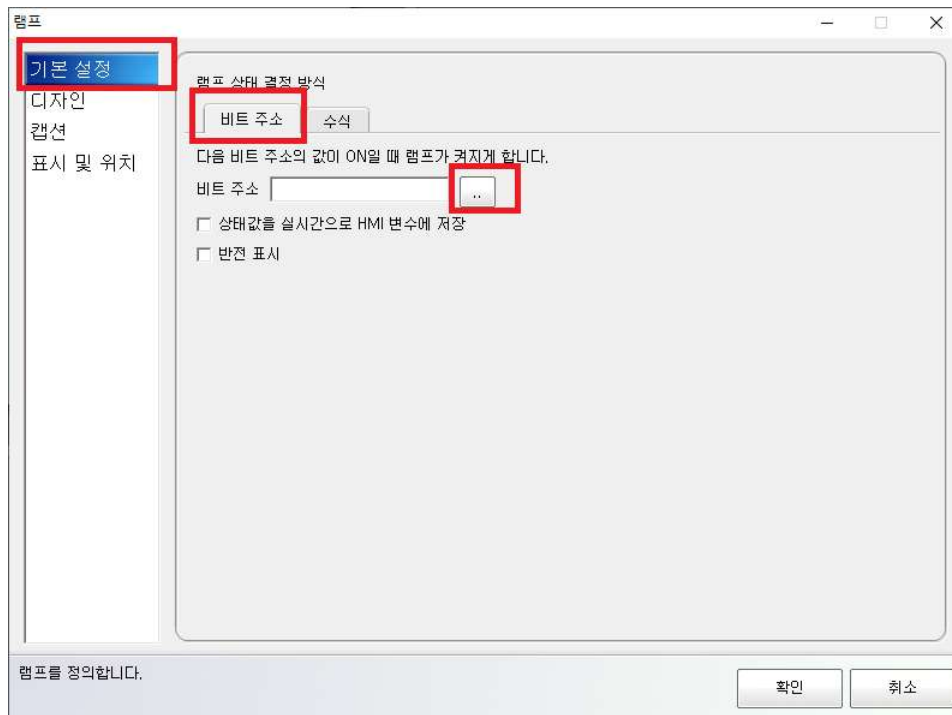 램프
기본 설정
디자인
캡션
표시 및 위치
램프 상태 결정 방식
비트 주소
수식
다음 비트 주소의 값이 ON일 때 램프가 켜지게 합니다.
비트 주소
..
상태값을 실시간으로 HMI 변수에 저장
반전 표시
램프를 정의합니다.
확인
취소